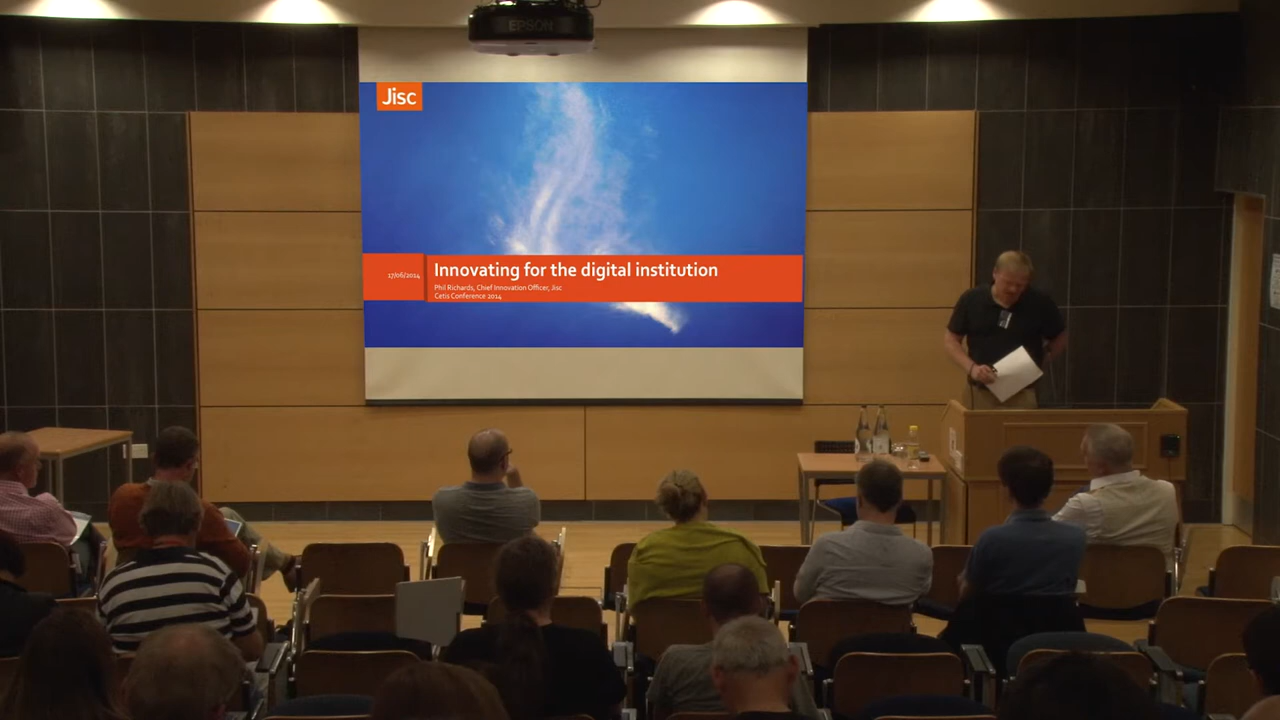 EPSON
Jisc
17/06/2014
Innovating for the digital institution
Phil Richards, Chief Innovation Officer, Jisc
Cetis Conference 2014